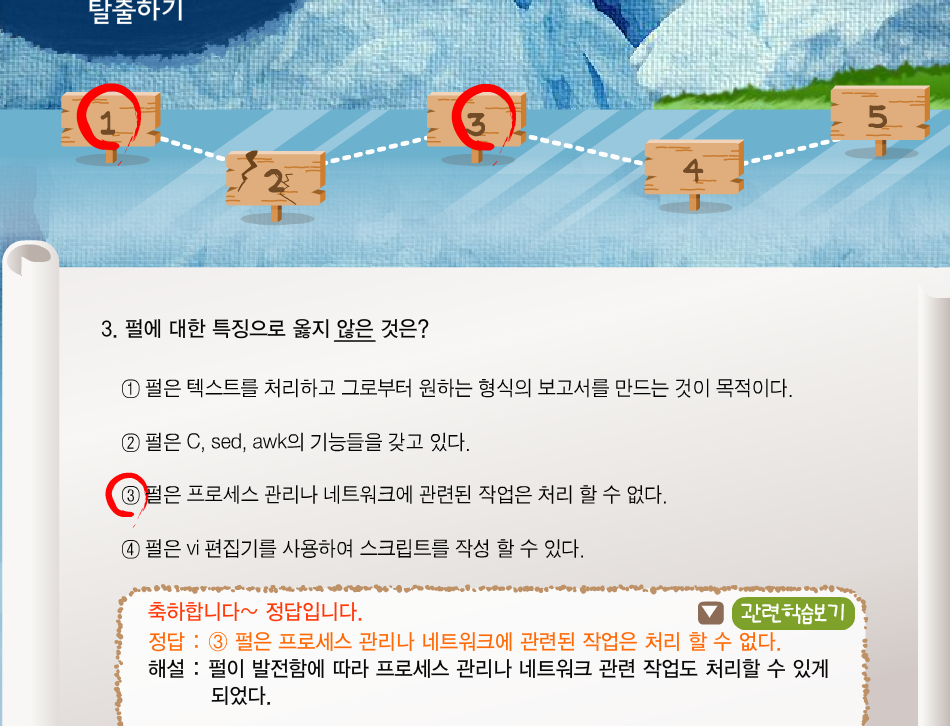 탈출하기
1
2
3
4
5
3. 펄에 대한 특징으로 옳지 않은 것은?
① 펄은 텍스트를 처리하고 그로부터 원하는 형식의 보고서를 만드는 것이 목적이다.
② 펄은 C, sed, awk의 기능들을 갖고 있다.
③ 펄은 프로세스 관리나 네트워크에 관련된 작업은 처리 할 수 없다.
④ 펄은 vi 편집기를 사용하여 스크립트를 작성 할 수 있다.
축하합니다~ 정답입니다.
관련학습보기
정답 : ③ 펄은 프로세스 관리나 네트워크에 관련된 작업은 처리 할 수 없다.
해설 : 펄이 발전함에 따라 프로세스 관리나 네트워크 관련 작업도 처리할 수 있게
되었다.